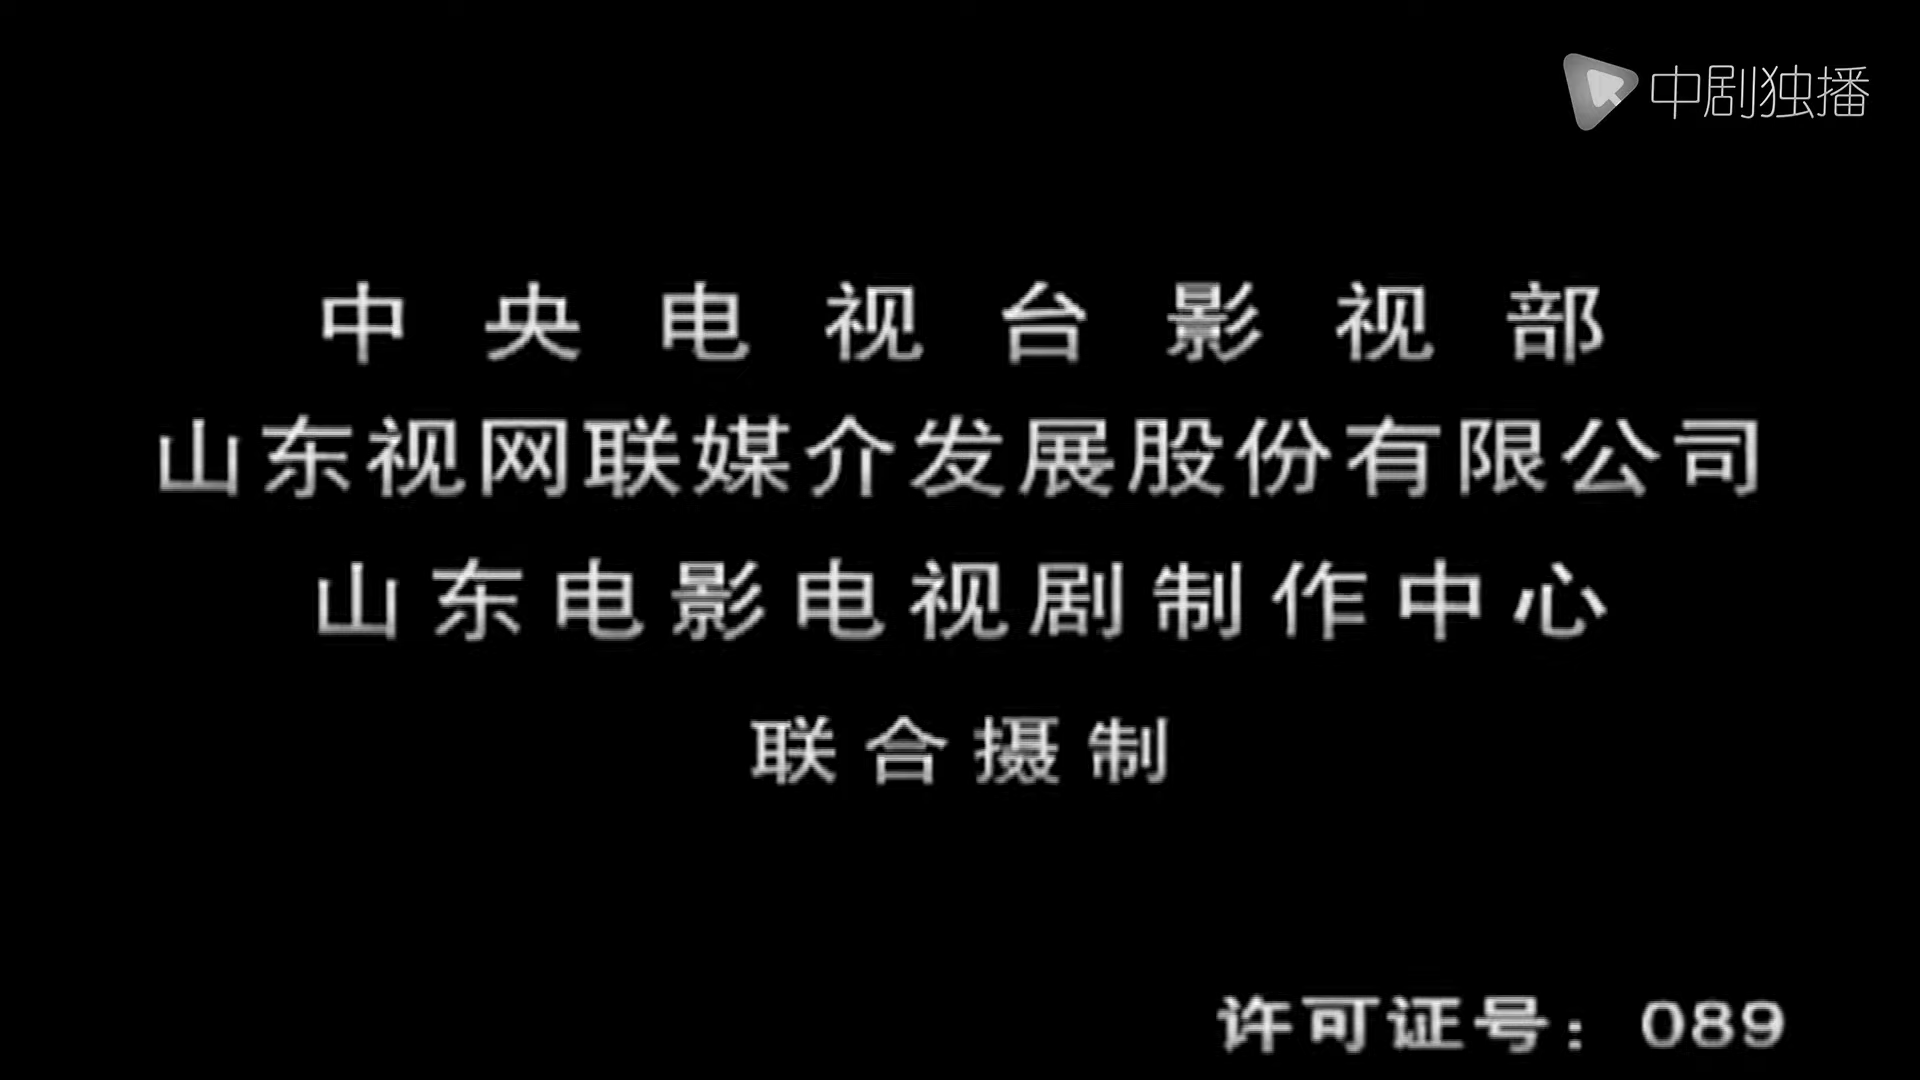 中剧独播
中央电视台影视部
山东视网联媒介发展股份有限公司
山东电影电视剧制作中心
联合摄制
许可证号：089